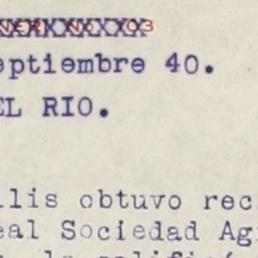 eptiembre 40.
EL RIO.
llis obtuvo rec
eal Sociedad Ag